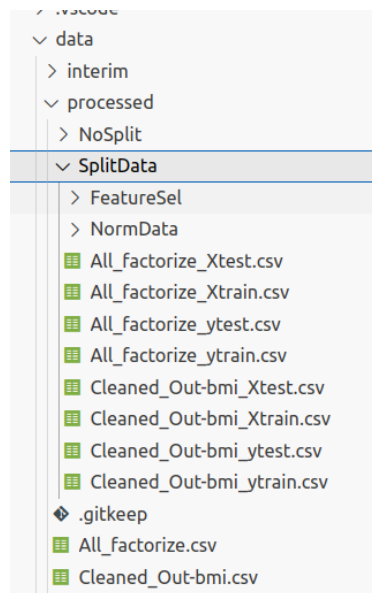 .vscode
data
interim
processed
NoSplit
SplitData
FeatureSel
NormData
All_factorize_Xtest.csv
All_factorize_Xtrain.csv
All_factorize_ytest.csv
All_factorize_ytrain.csv
Cleaned_Out-bmi_Xtest.csv
Cleaned_Out-bmi_Xtrain.csv
Cleaned_Out-bmi_ytest.csv
Cleaned_Out-bmi_ytrain.csv
.gitkeep
All_factorize.csv
Cleaned_Out-bmi.csv